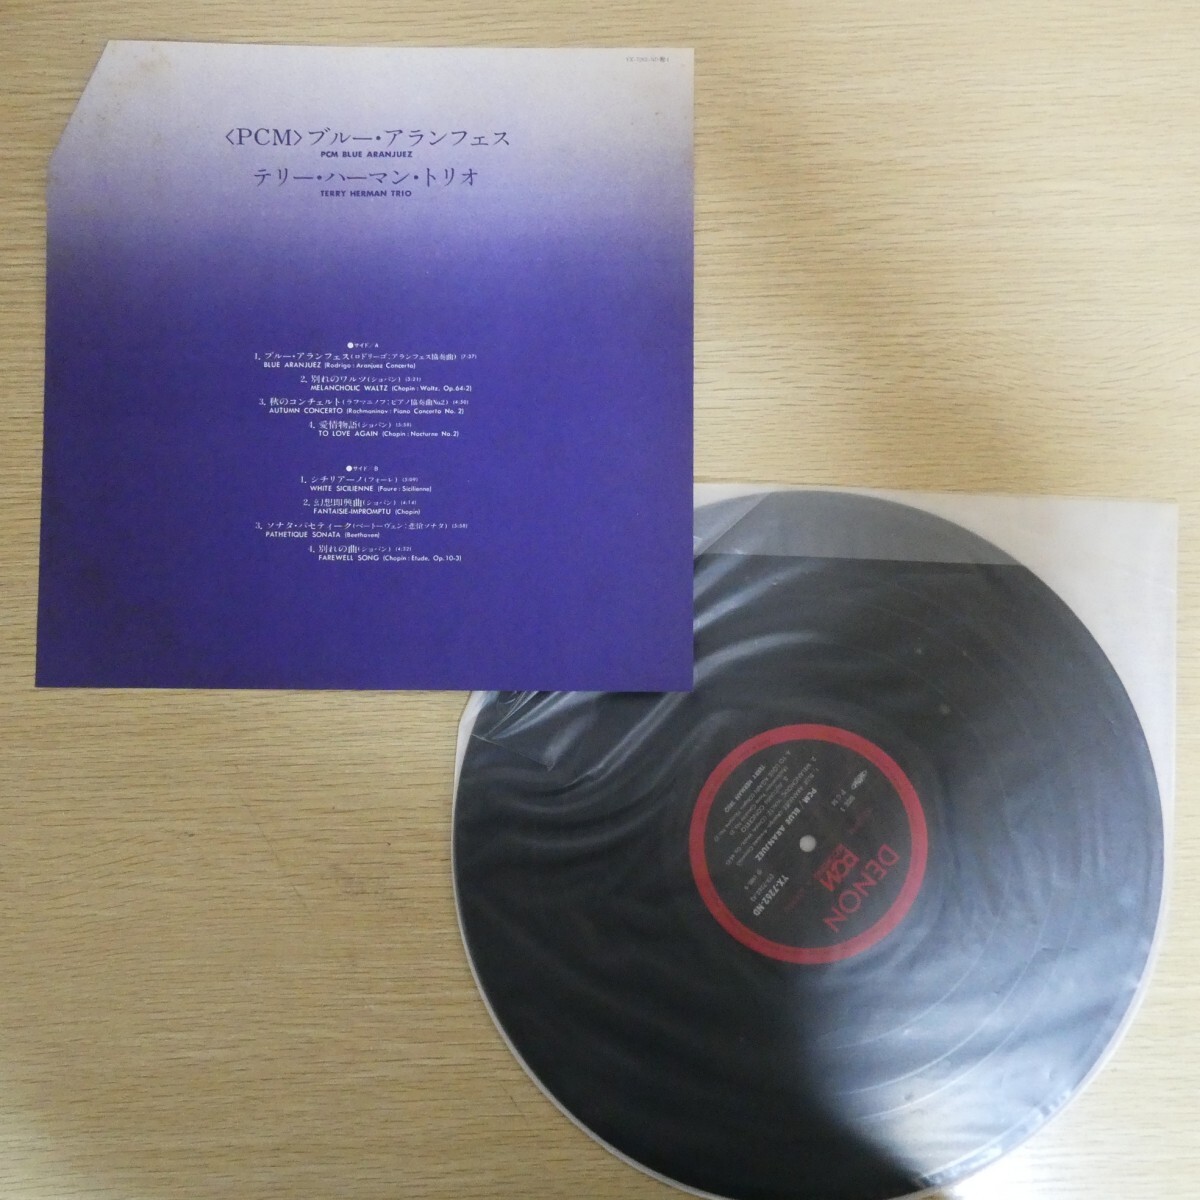 〈PCM〉ブルー・アランフェス
PCM BLUE ARANJUEZ
テリー・ハーマン・トリオ
TERRY HERMAN TRIO
●サイド/A
1. ブルー・アランフェス(ロドリーゴ:アランフェス協奏曲) (7:37)
BLUE ARANJUEZ (Rodrigo: Aranjuez Concerto)
2. 別れのワルツ(ショパン)
MELANCHOLIC WALTZ (Chopin: Waltz, Op.64-2)
3. 秋のコンチェルト(ラフマニノフ:ピアノ協奏曲No.2) (4:30)
AUTUMN CONCERTO (Rachmaninov: Piano Concerto No. 2)
4. 愛情物語(ショパン)
TO LOVE AGAIN (Chopin: Nocturne No.2)
●サイド/B
1. シチリアーノ(フォーレ)
WHITE SICILIENNE (Faure: Sicilienne)
2. 幻想即興曲(ショパン) (4:14)
FANTAISIE-IMPROMPTU (Chopin)
3. ソナタ・パセティーク(ベートーヴェン:悲愴ソナタ)
PATHETIQUE SONATA (Beethoven)
4. 別れの曲(ショパン) (4:52)
FAREWELL SONG (Chopin: Etude, Op.10-3)
DENON
PCM
YX-7262-ND
PCM / BLUE ARANJUEZ
TERRY HERMAN TRIO